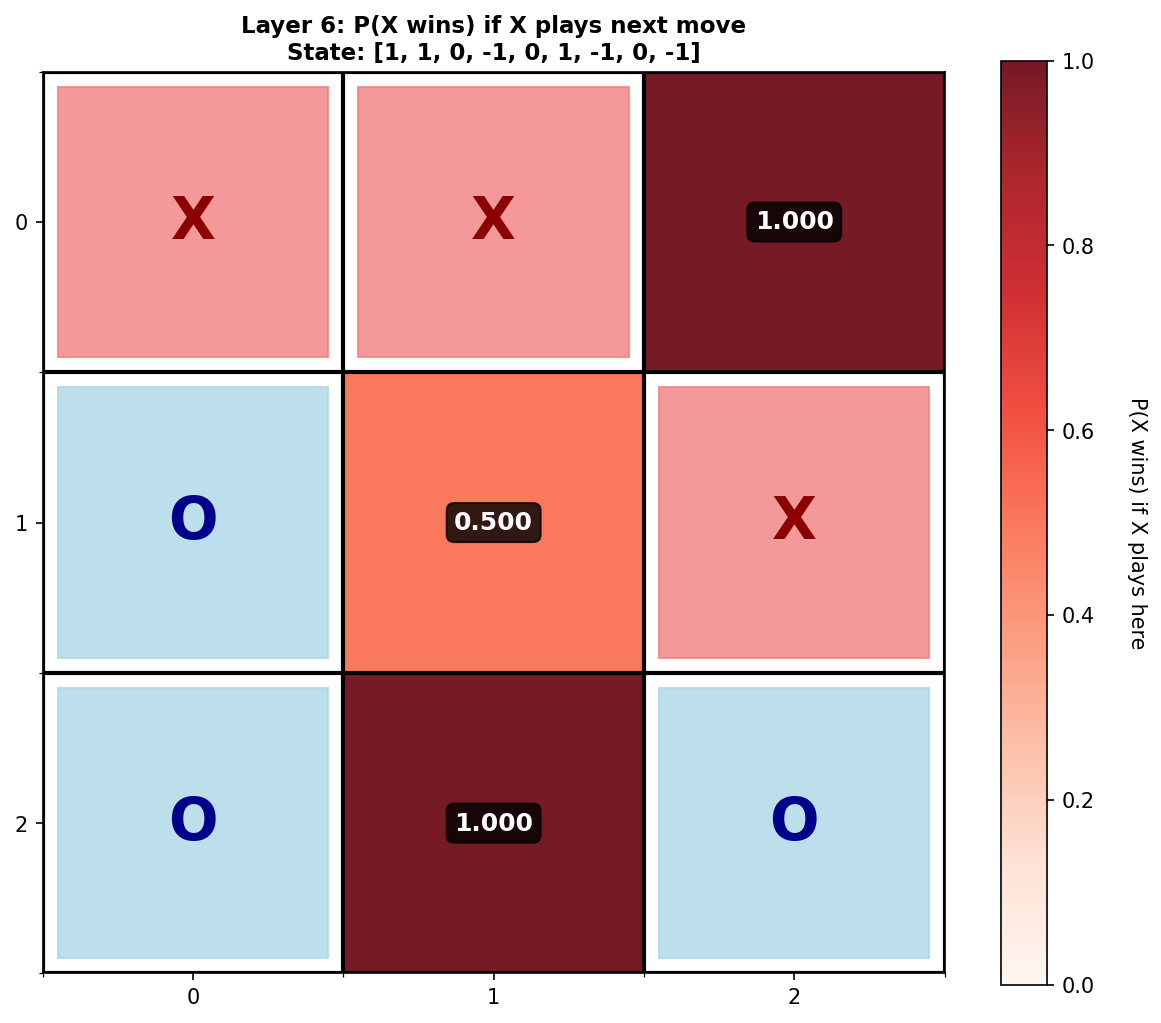 Layer 6: P(X wins) if X plays next move
State: [1, 1, 0, -1, 0, 1, -1, 0, -1]
0
X
X
1.000
1
O
0.500
X
2
O
1.000
O
0
1
2
1.0
0.8
0.6
0.4
0.2
0.0
P(X wins) if X plays here